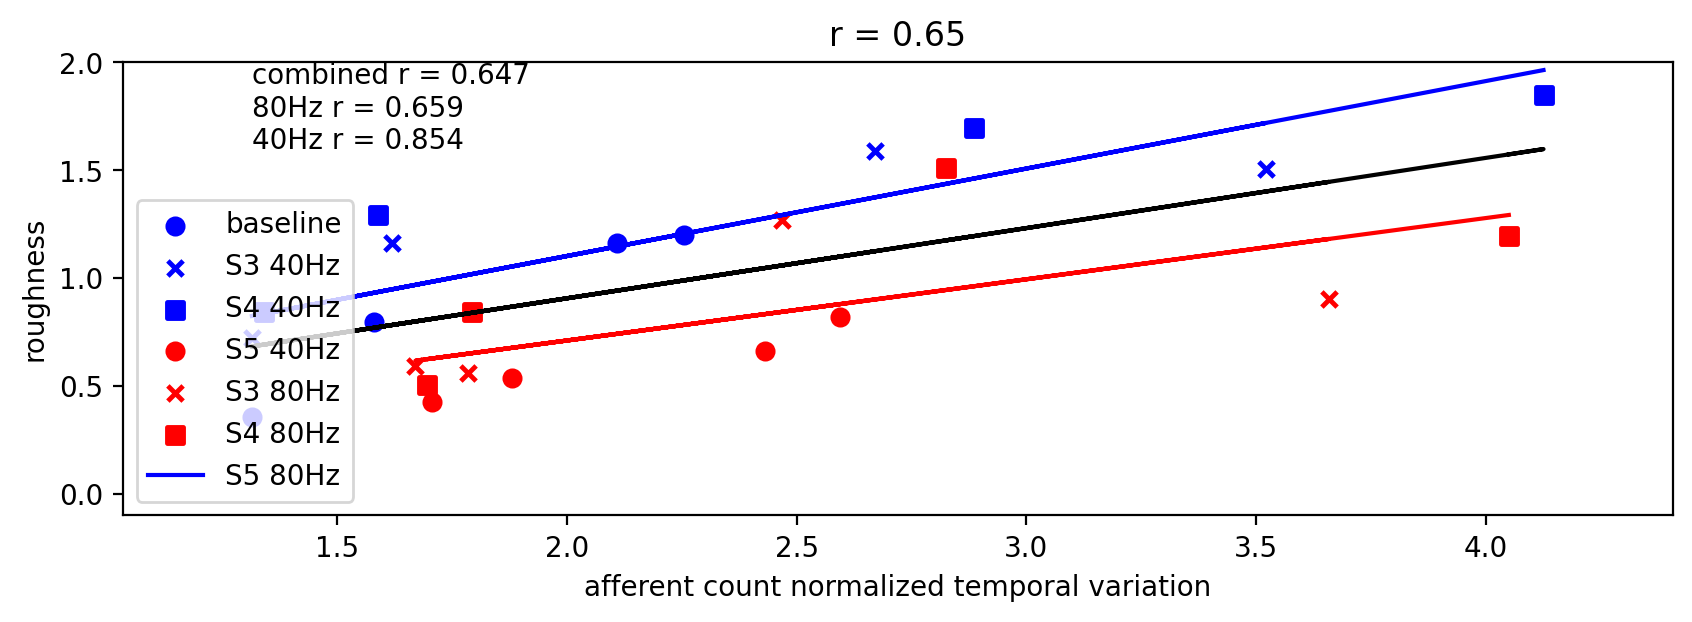 r = 0.65
combined r = 0.647
80Hz r = 0.659
40Hz r = 0.854
2.0
1.5
1.0
0.5
0.0
roughness
baseline
S3 40Hz
S4 40Hz
S5 40Hz
S3 80Hz
S4 80Hz
S5 80Hz
1.5
2.0
2.5
3.0
3.5
4.0
afferent count normalized temporal variation